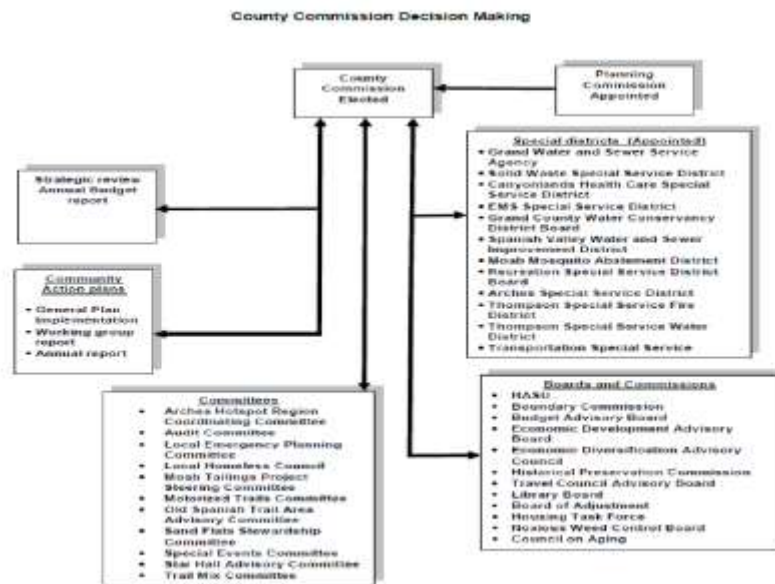 County Commission Decision Making
County
Commission
Elected
Planning
Commission
Appointed
Strategic review
Annual Budget
report
Community
Action plans
• General Plan
Implementation
• Working group
report
• Annual report
Special districts (Appointed)
• Grand Water and Sewer Service
Agency
• Solid Waste Special Service District
• Canyonlands Health Care Special
Service District
• EMS Special Service District
• Grand County Water Conservancy
District Board
• Spanish Valley Water and Sewer
Improvement District
• Moab Mosquito Abatement District
• Recreation Special Service District
Board
• Arches Special Service District
• Thompson Special Service Fire
District
• Thompson Special Service Water
District
• Transportation Special Service
Committees
• Arches Hotspot Region
Coordinating Committee
• Audit Committee
• Local Emergency Planning
Committee
• Local Homeless Council
• Moab Tailings Project
Steering Committee
• Motorized Trails Committee
• Old Spanish Trail Area
Advisory Committee
• Sand Flats Stewardship
Committee
• Special Events Committee
• Star Hall Advisory Committee
• Trail Mix Committee
Boards and Commissions
• HASU
• Boundary Commission
• Budget Advisory Board
• Economic Development Advisory
Board
• Economic Diversification Advisory
Council
• Historical Preservation Commission
• Travel Council Advisory Board
• Library Board
• Board of Adjustment
• Housing Task Force
• Noxious Weed Control Board
• Council on Aging